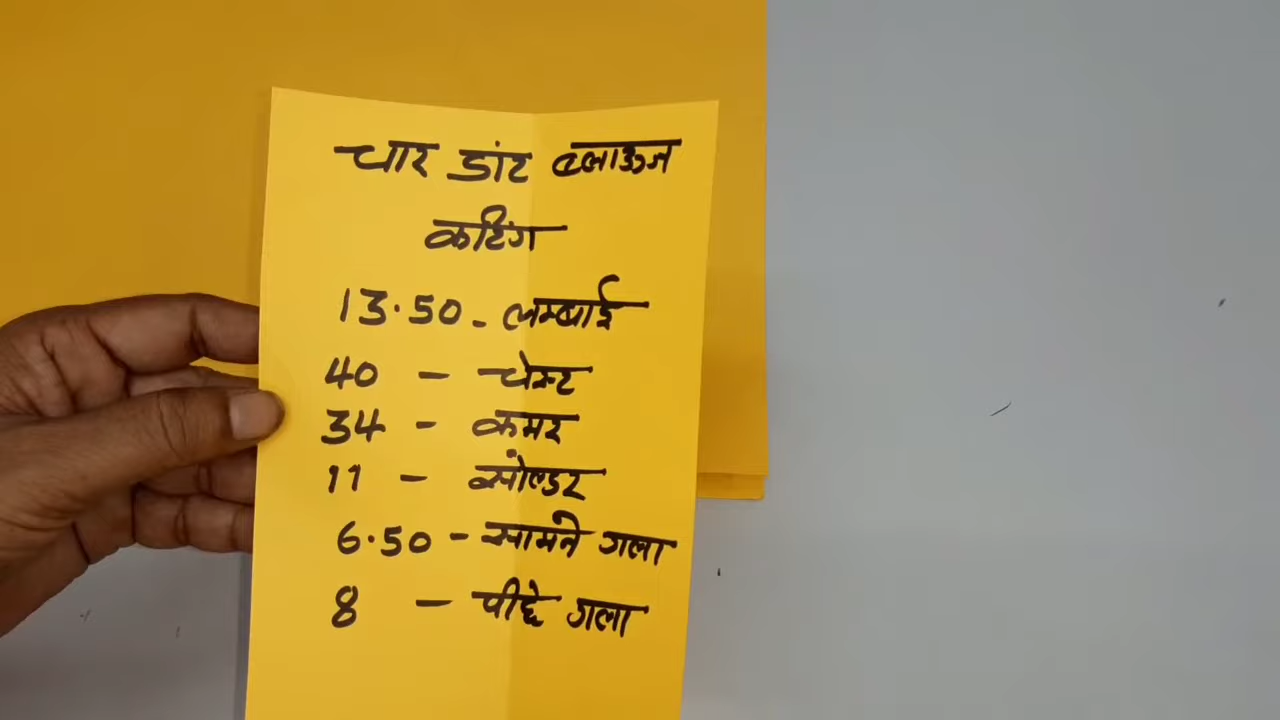 चार डांट ब्लाऊज
कटिंग
13.50 - लम्बाई
40 - चेस्ट
34 - कमर
11 - सोल्डर
6.50 - सामने गला
8 - पीछे गला